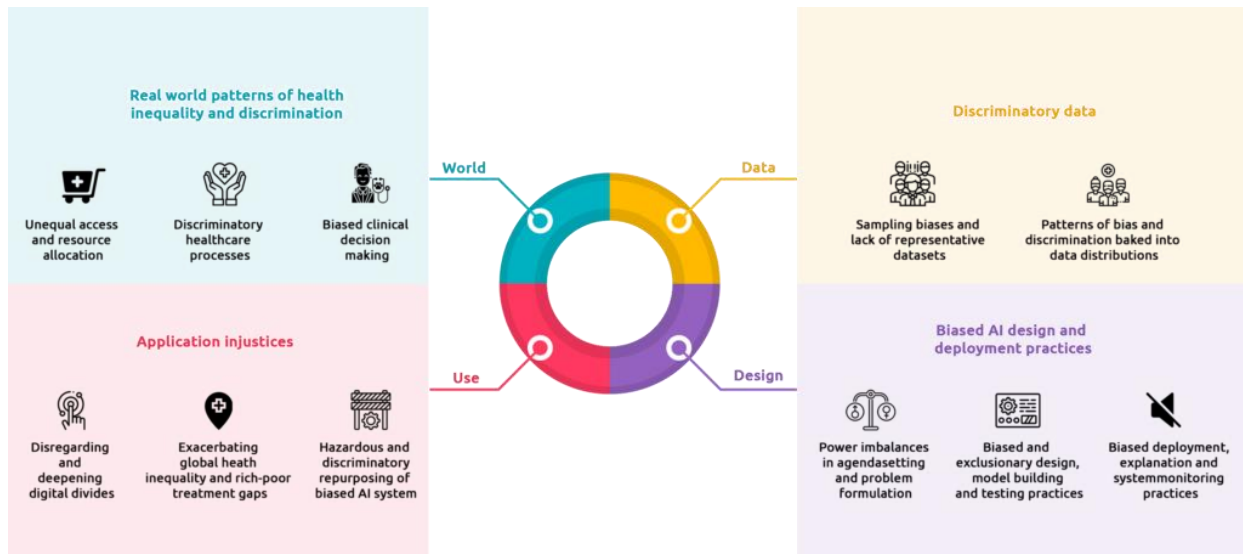 Real world patterns of health
inequality and discrimination
Unequal access
and resource
allocation
Discriminatory
healthcare
processes
Biased clinical
decision
making
World
Data
Discriminatory data
Sampling biases and
lack of representative
datasets
Patterns of bias and
discrimination baked into
data distributions
Application injustices
Disregarding
and
deepening
digital divides
Exacerbating
global heath
inequality and rich-poor
treatment gaps
Hazardous and
discriminatory
repurposing of
biased AI system
Use
Design
Biased AI design and
deployment practices
Power imbalances
in agendasetting
and problem
formulation
Biased and
exclusionary design,
model building
and testing practices
Biased deployment,
explanation and
systemmonitoring
practices